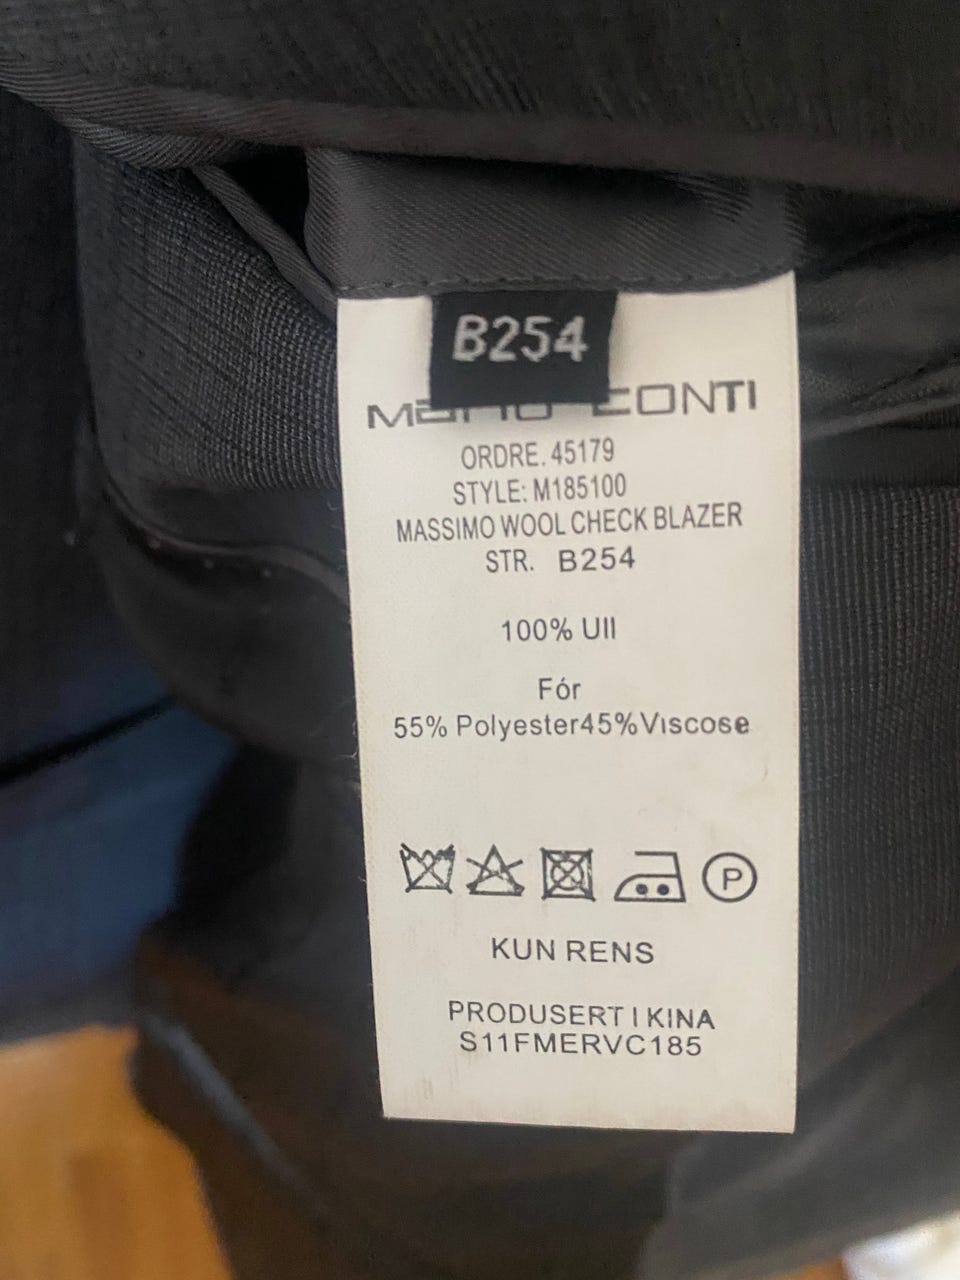 B254
CONTI
ORDRE. 45179
STYLE: M185100
MASSIMO WOOL CHECK BLAZER
STR. B254
100% Ull
Fór
55% Polyester45%Viscose
P
KUN RENS
PRODUSERT I KINA
S11FMERVC185